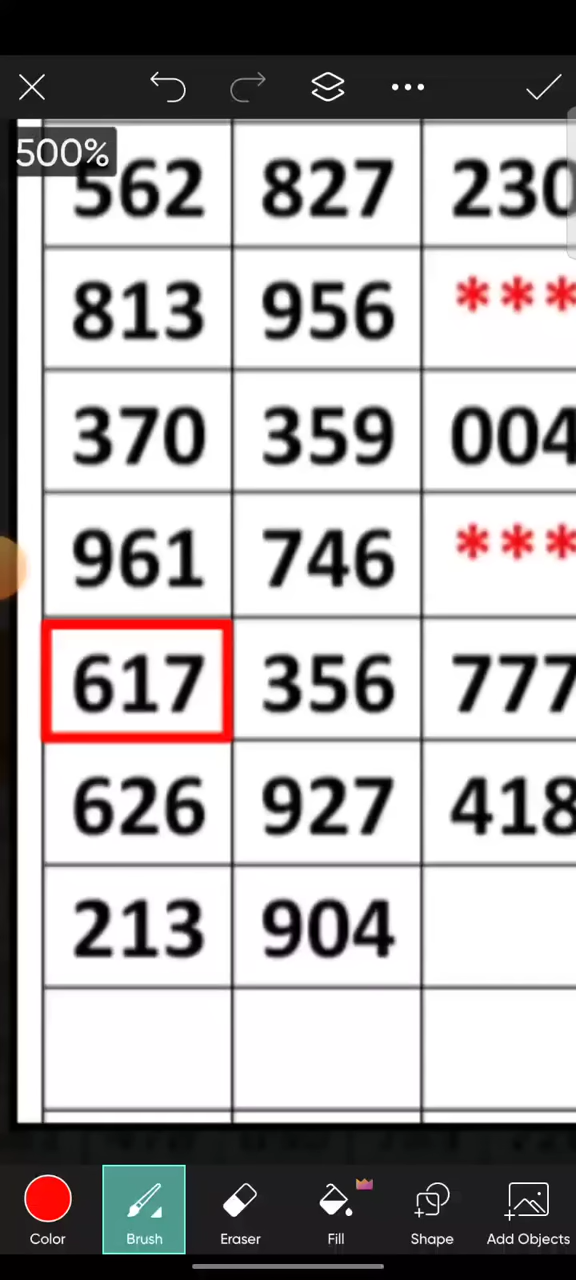 500%
562 827 230
813 956 ***
370 359 004
961 746 ***
617 356 777
626 927 418
213 904
Color Brush Eraser Fill Shape Add Objects